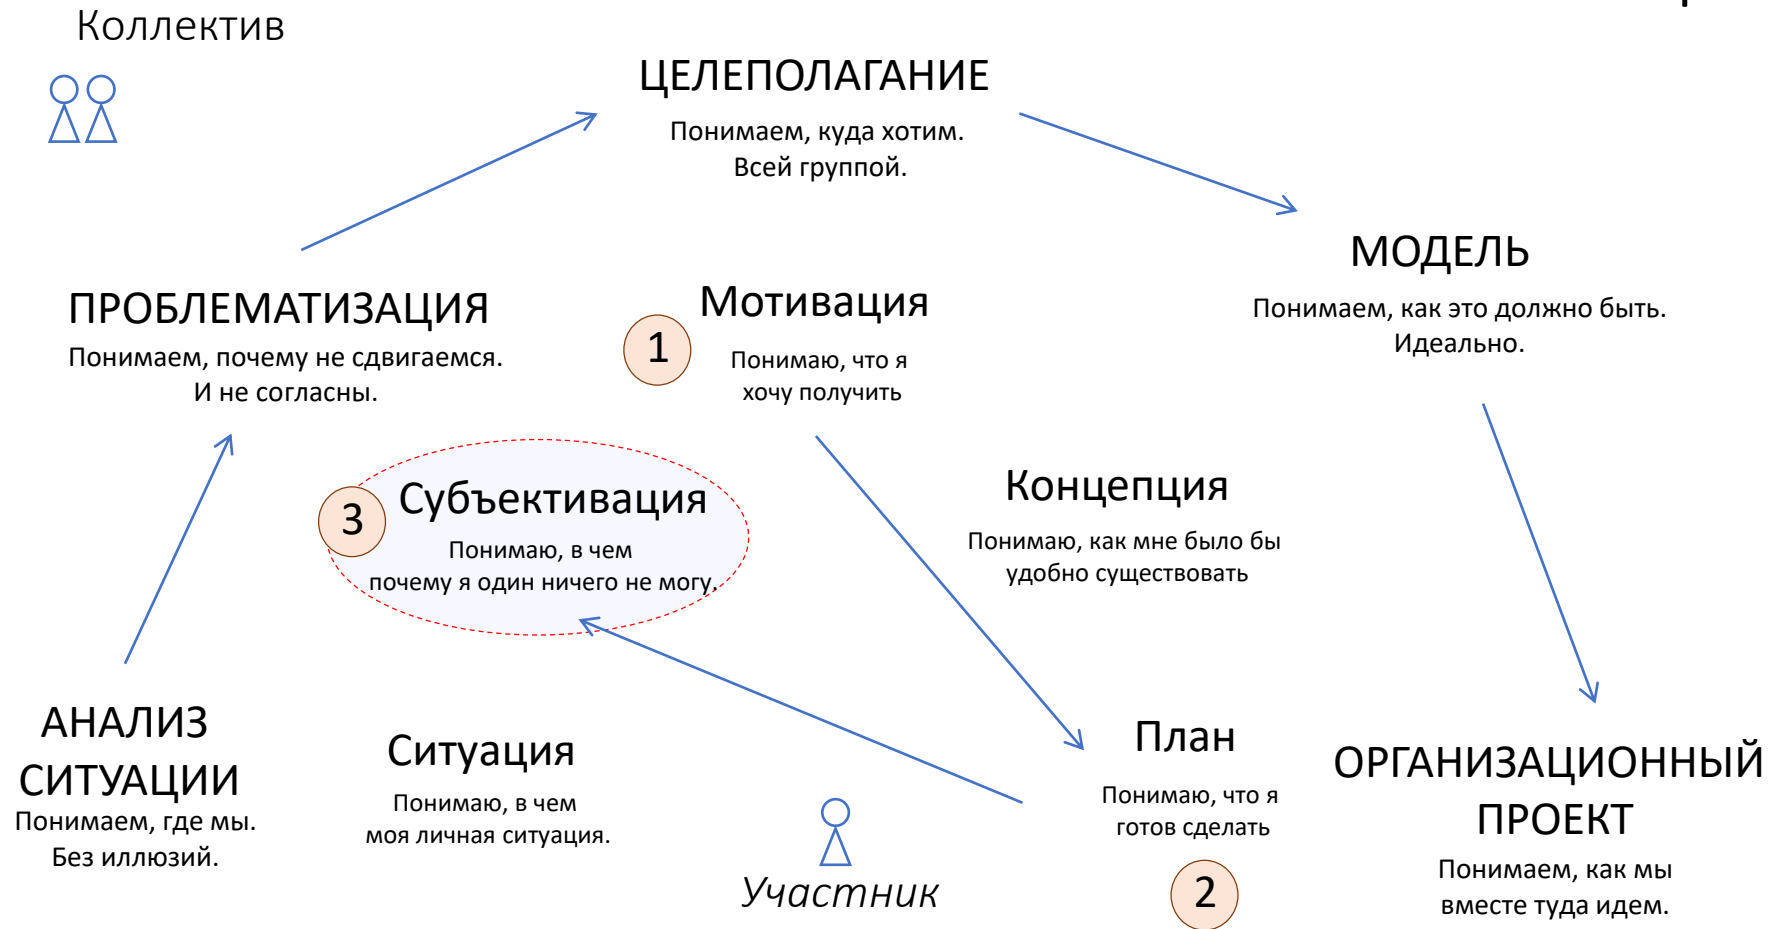 Коллектив
ЦЕЛЕПОЛАГАНИЕ
Понимаем, куда хотим.
Всей группой.
МОДЕЛЬ
Понимаем, как это должно быть.
Идеально.
ПРОБЛЕМАТИЗАЦИЯ
Понимаем, почему не сдвигаемся.
И не согласны.
1
Мотивация
Понимаю, что я
хочу получить
3
Субъективация
Понимаю, в чем
почему я один ничего не могу.
Концепция
Понимаю, как мне было бы
удобно существовать
АНАЛИЗ
СИТУАЦИИ
Понимаем, где мы.
Без иллюзий.
Ситуация
Понимаю, в чем
моя личная ситуация.
Участник
План
Понимаю, что я
готов сделать
2
ОРГАНИЗАЦИОННЫЙ
ПРОЕКТ
Понимаем, как мы
вместе туда идем.